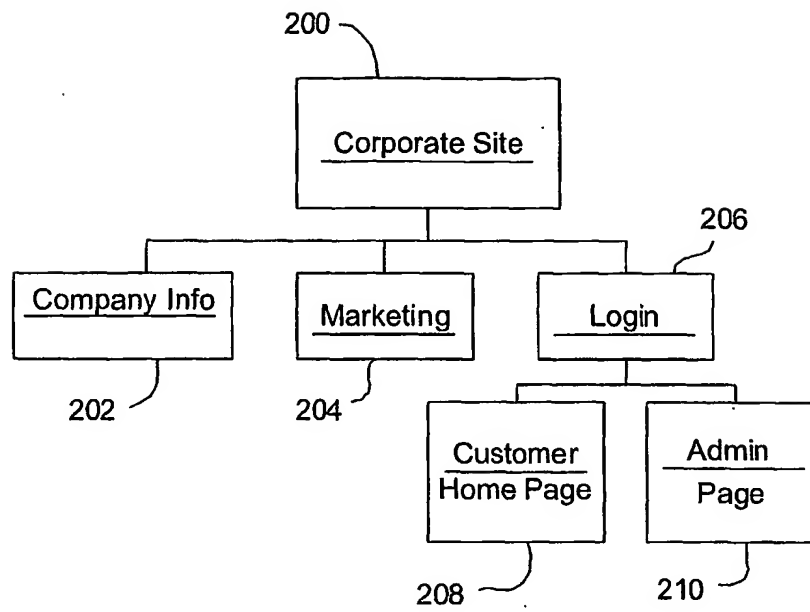 200
Corporate Site
206
Company Info
Marketing
Login
202
204
Customer
Home Page
Admin
Page
208
210